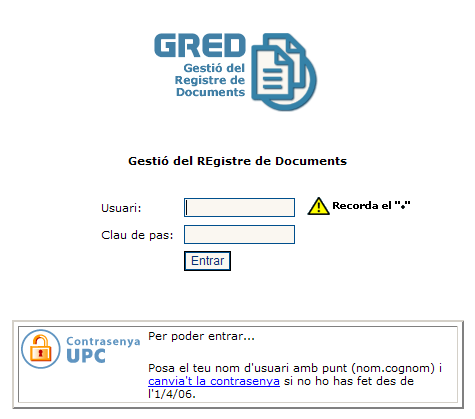 GRED
Gestió del
Registre de
Documents
Gestió del REgistre de Documents
Usuari:
Recorda el "•"
Clau de pas:
Entrar
Contrasenya
UPC
Per poder entrar...
Posa el teu nom d'usuari amb punt (nom.cognom) i
canvia't la contrasenya si no ho has fet des de
l'1/4/06.